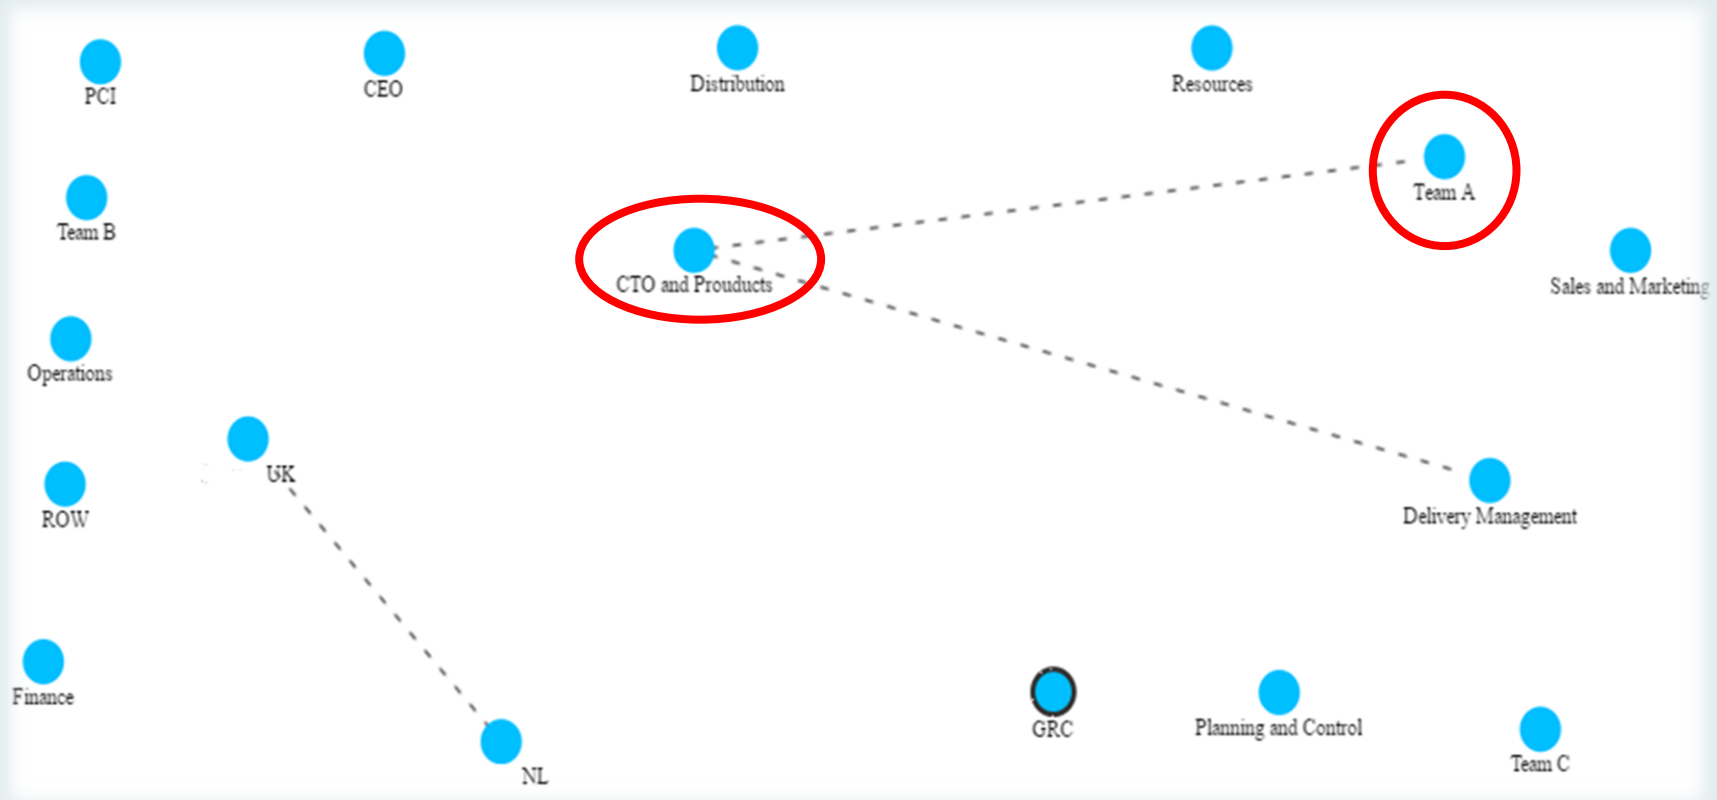 PCI
CEO
Distribution
Resources
Team A
Team B
CTO and Prouducts
Sales and Marketing
Operations
UK
ROW
Delivery Management
Finance
GRC
Planning and Control
Team C
NL